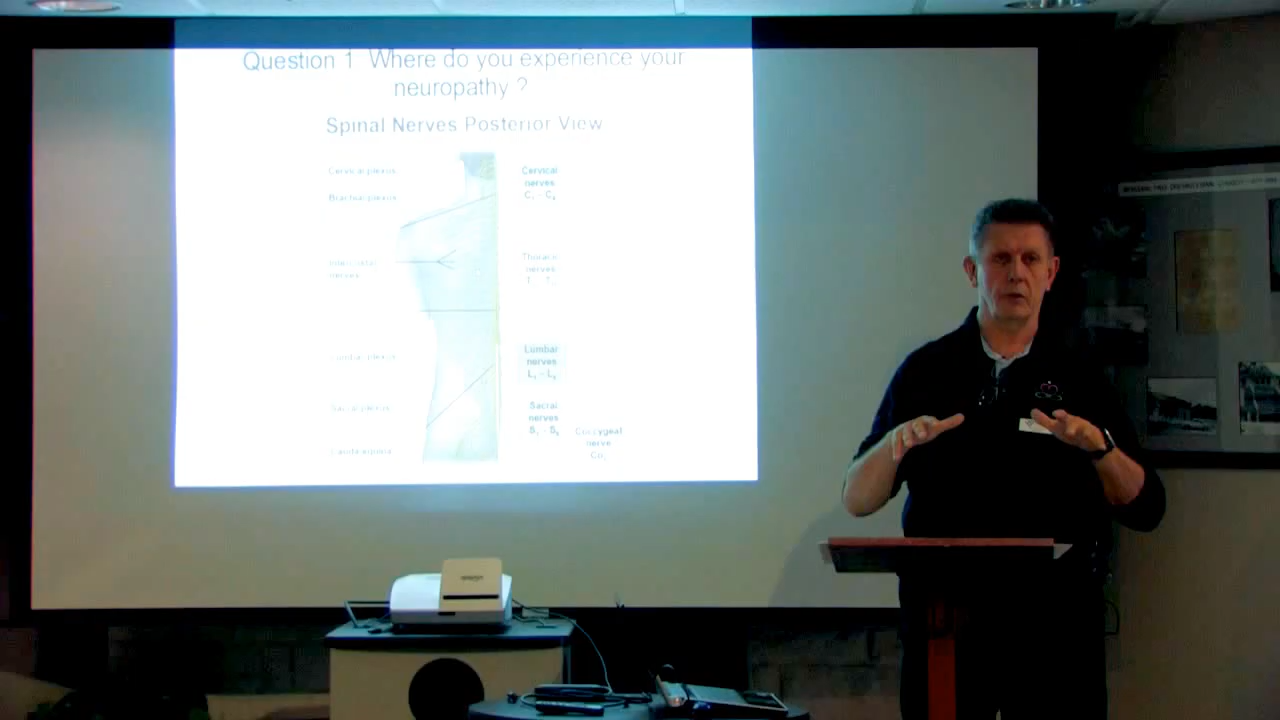 Question 1 Where do you experience your
neuropathy ?
Spinal Nerves Posterior View
Cervical plexus
Brachial plexus
Intercostal
nerves
Lumbar plexus
Sacral plexus
Cauda equina
Cervical
nerves
Thoracic
nerves
Lumbar
nerves
Sacral
nerves
Coccygeal
nerve